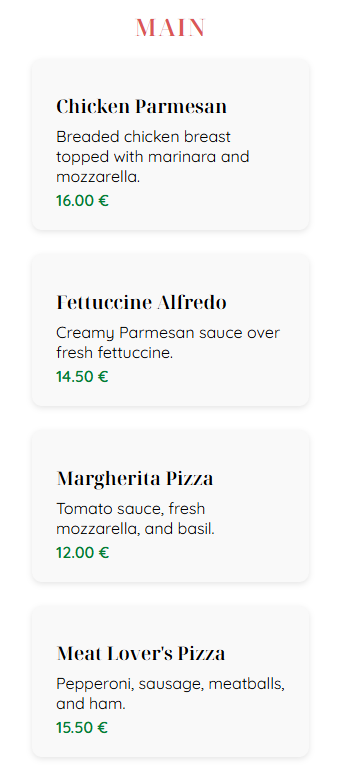 MAIN
Chicken Parmesan
Breaded chicken breast
topped with marinara and
mozzarella.
16.00 €
Fettuccine Alfredo
Creamy Parmesan sauce over
fresh fettuccine.
14.50 €
Margherita Pizza
Tomato sauce, fresh
mozzarella, and basil.
12.00 €
Meat Lover's Pizza
Pepperoni, sausage, meatballs,
and ham.
15.50 €